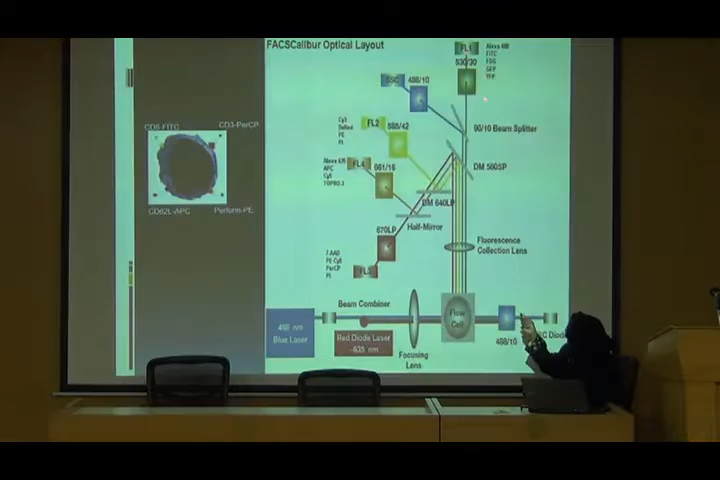 FACSCalibur Optical Layout
FL1
530/30
Alexa 488
FITC
FDG
GFP
YFP
SSC
488/10
90/10 Beam Splitter
Cy3
PE
PI
FL2
585/42
DM 560SP
Alexa 635
APC
Cy5
TOPRO-3
FL4
661/16
DM 640LP
Half-Mirror
670LP
Fluorescence
Collection Lens
7-AAD
PE-Cy5
PerCP
PI
FL3
Beam Combiner
Flow
Cell
488 nm
Blue Laser
Red Diode Laser
~635 nm
Focusing
Lens
488/10
Diode
CD8-FITC
CD3-PerCP
CD62L-APC
Perforin-PE